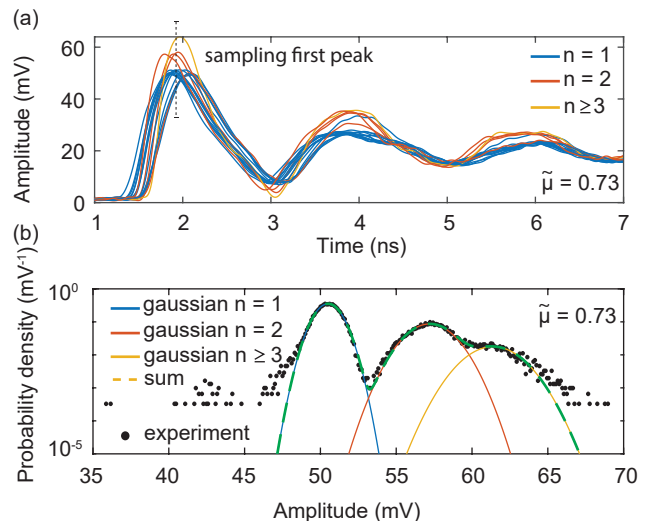 (a)
60
40
20
0
Amplitude (mV)
sampling first peak
n = 1
n = 2
n ≥ 3
μ̃ = 0.73
1 2 3 4 5 6 7
Time (ns)
(b)
Probability density (mV⁻¹)
10⁰
10⁻⁵
gaussian n = 1
gaussian n = 2
gaussian n ≥ 3
sum
experiment
μ̃ = 0.73
35 40 45 50 55 60 65 70
Amplitude (mV)